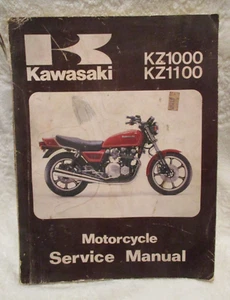 Kawasaki
KZ1000
KZ1100
Motorcycle
Service Manual